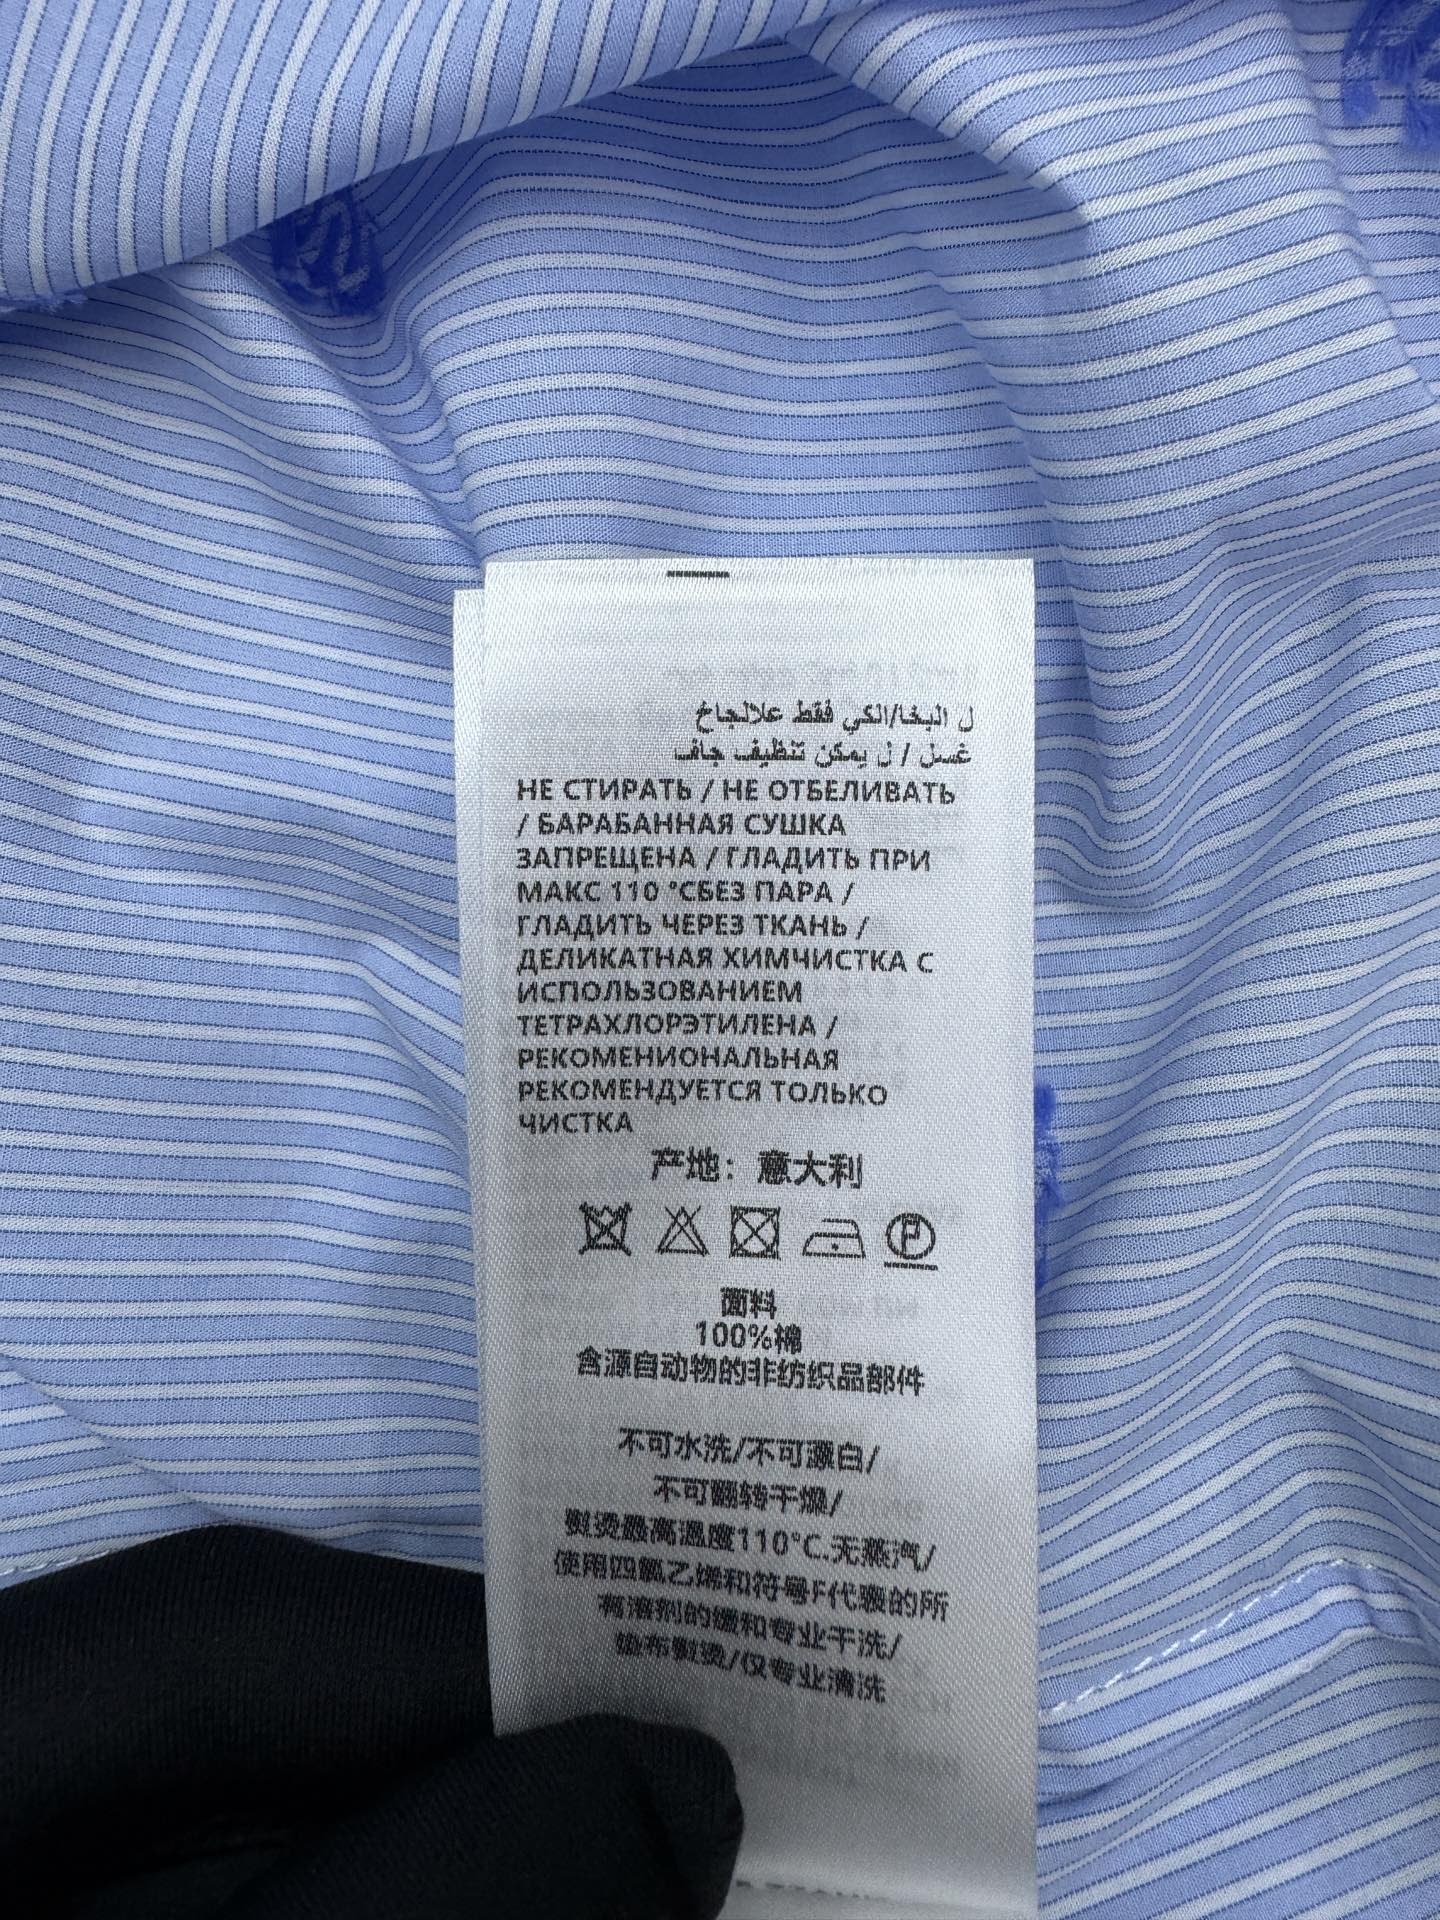 ل البخا/الكي فقط علالجاخ
غسل / ل يمكن تنظيف جاف
НЕ СТИРАТЬ / НЕ ОТБЕЛИВАТЬ
/ БАРАБАННАЯ СУШКА
ЗАПРЕЩЕНА / ГЛАДИТЬ ПРИ
МАКС 110 °СБЕЗ ПАРА /
ГЛАДИТЬ ЧЕРЕЗ ТКАНЬ /
ДЕЛИКАТНАЯ ХИМЧИСТКА С
ИСПОЛЬЗОВАНИЕМ
ТЕТРАХЛОРЭТИЛЕНА /
РЕКОМЕНИОНАЛЬНАЯ
РЕКОМЕНДУЕТСЯ ТОЛЬКО
ЧИСТКА
产地：意大利
P
面料
100%棉
含源自动物的非纺织品部件
不可水洗/不可漂白/
不可翻转干燥/
熨烫最高温度110°C.无蒸汽/
使用四氯乙烯和符号F代表的所
有溶剂的缓和专业干洗/
垫布熨烫/仅专业清洗